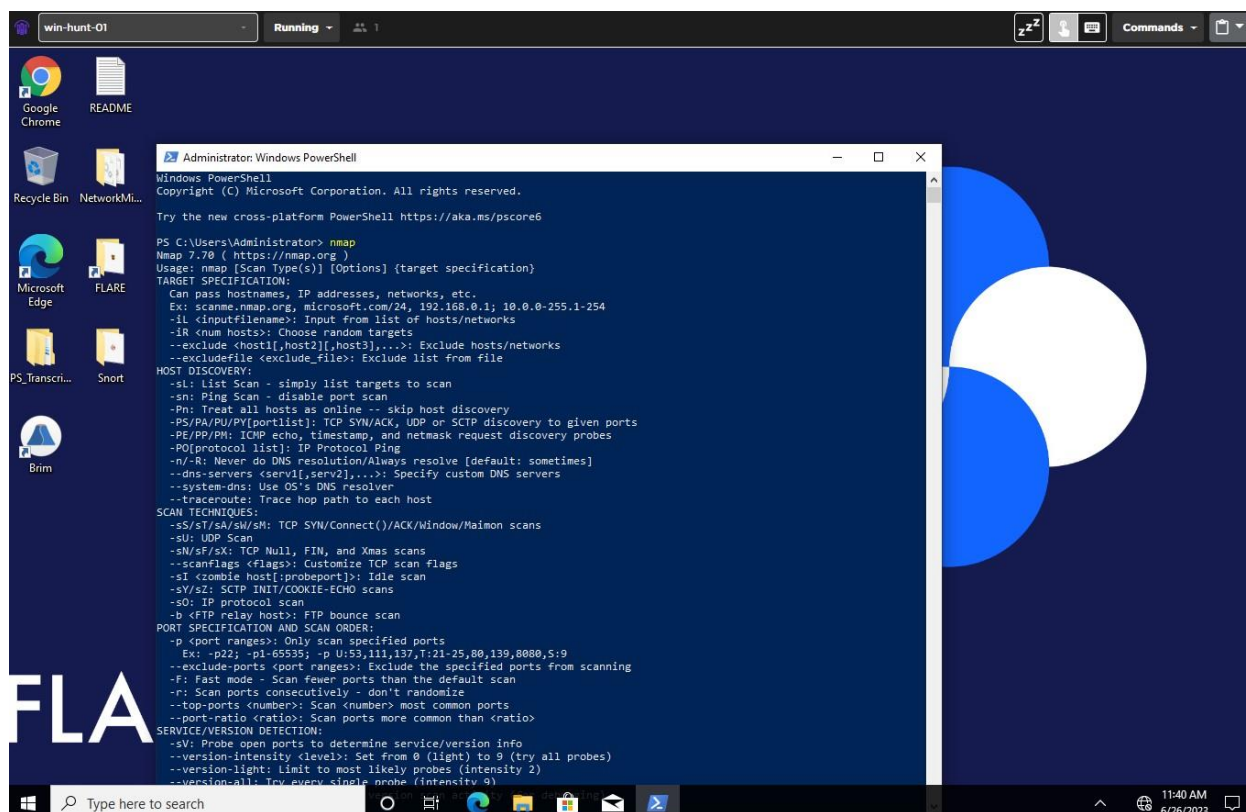 win-hunt-01
Running
1
zzZ
Commands
Google
Chrome
README
Recycle Bin
NetworkMi...
Microsoft
Edge
FLARE
PS_Transcri...
Snort
Brim
FLA
Administrator: Windows PowerShell
Windows PowerShell
Copyright (C) Microsoft Corporation. All rights reserved.
Try the new cross-platform PowerShell https://aka.ms/pscore6
PS C:\Users\Administrator> nmap
Nmap 7.70 ( https://nmap.org )
Usage: nmap [Scan Type(s)] [Options] {target specification}
TARGET SPECIFICATION:
  Can pass hostnames, IP addresses, networks, etc.
  Ex: scanme.nmap.org, microsoft.com/24, 192.168.0.1; 10.0.0-255.1-254
  -iL <inputfilename>: Input from list of hosts/networks
  -iR <num hosts>: Choose random targets
  --exclude <host1[,host2][,host3],...>: Exclude hosts/networks
  --excludefile <exclude_file>: Exclude list from file
HOST DISCOVERY:
  -sL: List Scan - simply list targets to scan
  -sn: Ping Scan - disable port scan
  -Pn: Treat all hosts as online -- skip host discovery
  -PS/PA/PU/PY[portlist]: TCP SYN/ACK, UDP or SCTP discovery to given ports
  -PE/PP/PM: ICMP echo, timestamp, and netmask request discovery probes
  -PO[protocol list]: IP Protocol Ping
  -n/-R: Never do DNS resolution/Always resolve [default: sometimes]
  --dns-servers <serv1[,serv2],...>: Specify custom DNS servers
  --system-dns: Use OS's DNS resolver
  --traceroute: Trace hop path to each host
SCAN TECHNIQUES:
  -sS/sT/sA/sW/sM: TCP SYN/Connect()/ACK/Window/Maimon scans
  -sU: UDP Scan
  -sN/sF/sX: TCP Null, FIN, and Xmas scans
  --scanflags <flags>: Customize TCP scan flags
  -sI <zombie host[:probeport]>: Idle scan
  -sY/sZ: SCTP INIT/COOKIE-ECHO scans
  -sO: IP protocol scan
  -b <FTP relay host>: FTP bounce scan
PORT SPECIFICATION AND SCAN ORDER:
  -p <port ranges>: Only scan specified ports
    Ex: -p22; -p1-65535; -p U:53,111,137,T:21-25,80,139,8080,S:9
  --exclude-ports <port ranges>: Exclude the specified ports from scanning
  -F: Fast mode - Scan fewer ports than the default scan
  -r: Scan ports consecutively - don't randomize
  --top-ports <number>: Scan <number> most common ports
  --port-ratio <ratio>: Scan ports more common than <ratio>
SERVICE/VERSION DETECTION:
  -sV: Probe open ports to determine service/version info
  --version-intensity <level>: Set from 0 (light) to 9 (try all probes)
  --version-light: Limit to most likely probes (intensity 2)
  --version-all: Try every single probe (intensity 9)
Type here to search
11:40 AM
6/26/2023